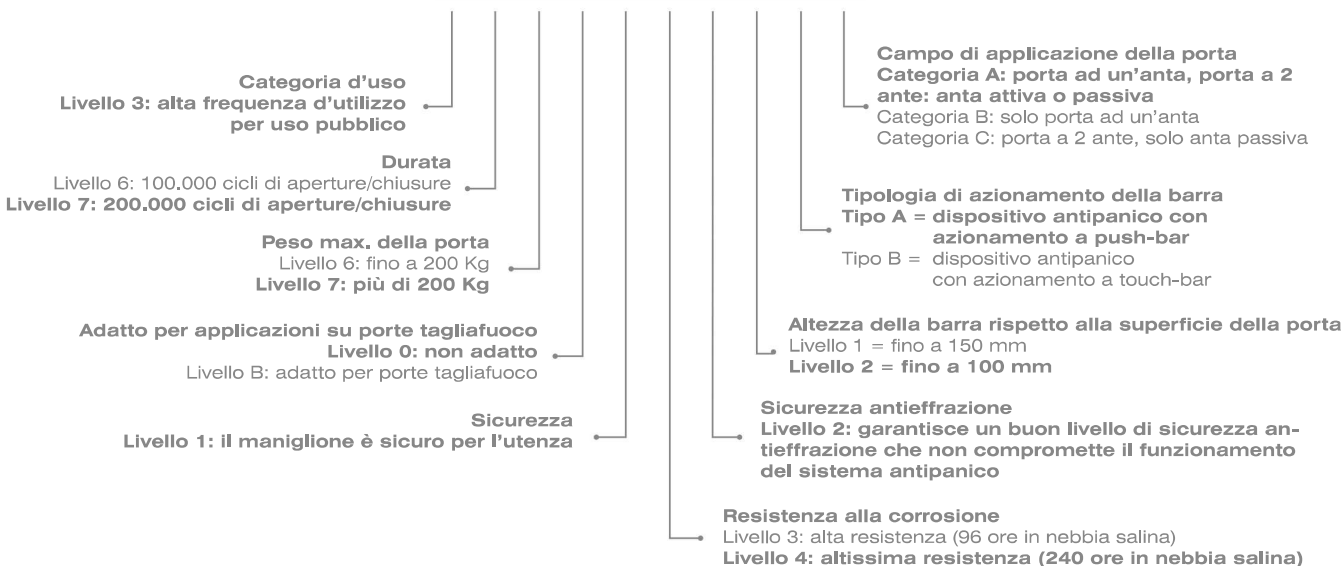 Categoria d'uso
Livello 3: alta frequenza d'utilizzo
per uso pubblico
Durata
Livello 6: 100.000 cicli di aperture/chiusure
Livello 7: 200.000 cicli di aperture/chiusure
Peso max. della porta
Livello 6: fino a 200 Kg
Livello 7: più di 200 Kg
Adatto per applicazioni su porte tagliafuoco
Livello 0: non adatto
Livello B: adatto per porte tagliafuoco
Sicurezza
Livello 1: il maniglione è sicuro per l'utenza
Campo di applicazione della porta
Categoria A: porta ad un'anta, porta a 2
ante: anta attiva o passiva
Categoria B: solo porta ad un'anta
Categoria C: porta a 2 ante, solo anta passiva
Tipologia di azionamento della barra
Tipo A = dispositivo antipanico con
azionamento a push-bar
Tipo B = dispositivo antipanico
con azionamento a touch-bar
Altezza della barra rispetto alla superficie della porta
Livello 1 = fino a 150 mm
Livello 2 = fino a 100 mm
Sicurezza antieffrazione
Livello 2: garantisce un buon livello di sicurezza an-
tieffrazione che non compromette il funzionamento
del sistema antipanico
Resistenza alla corrosione
Livello 3: alta resistenza (96 ore in nebbia salina)
Livello 4: altissima resistenza (240 ore in nebbia salina)